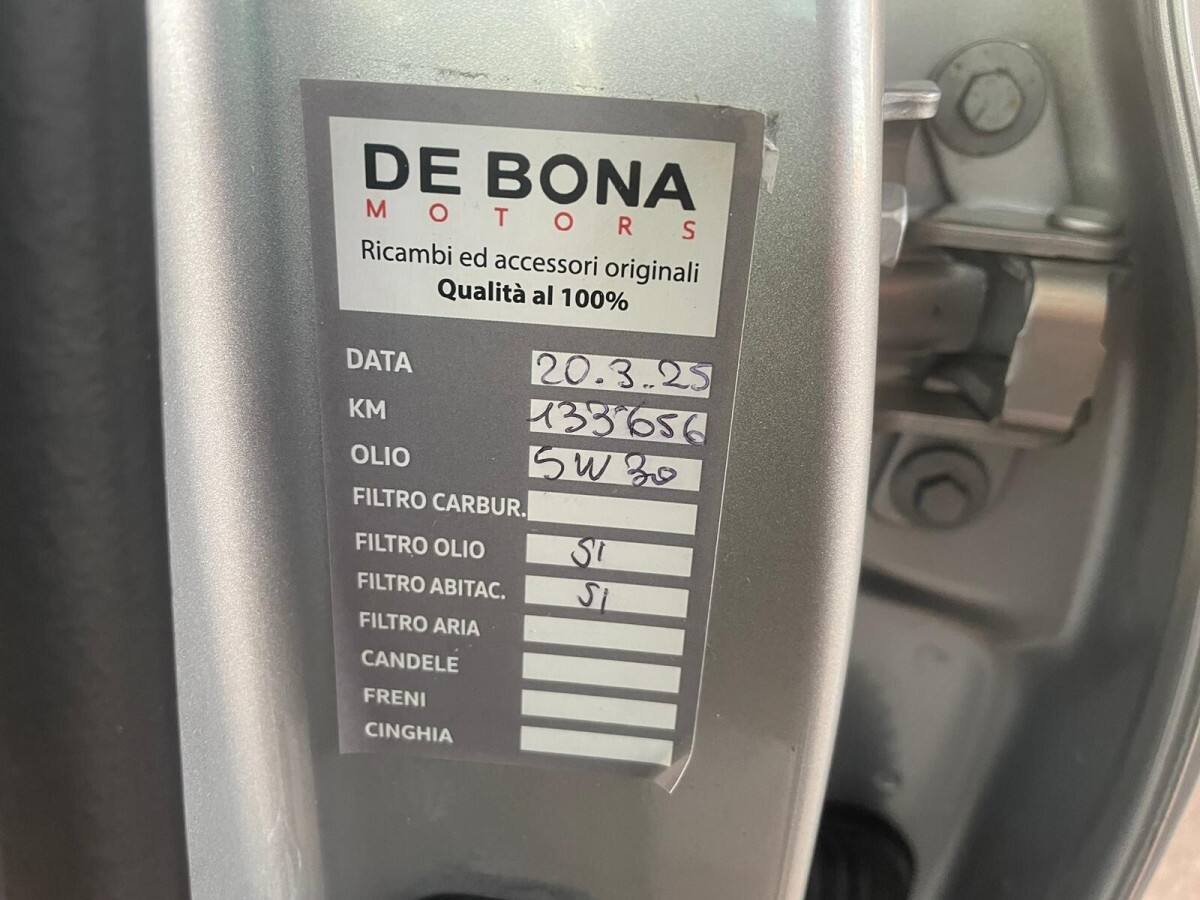 DE BONA
MOTORS
Ricambi ed accessori originali
Qualità al 100%
DATA 20.3.25
KM 133656
OLIO 5W30
FILTRO CARBUR.
FILTRO OLIO SI
FILTRO ABITAC. SI
FILTRO ARIA
CANDELE
FRENI
CINGHIA